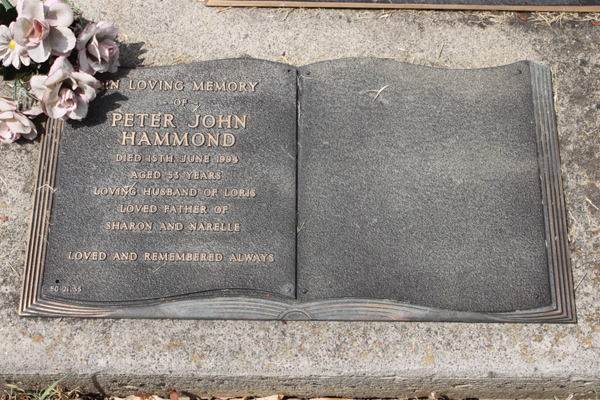 IN LOVING MEMORY
OF
PETER JOHN
HAMMOND
DIED 15TH JUNE 1994
AGED 53 YEARS
LOVING HUSBAND OF LORIS
LOVED FATHER OF
SHARON AND NARELLE
LOVED AND REMEMBERED ALWAYS